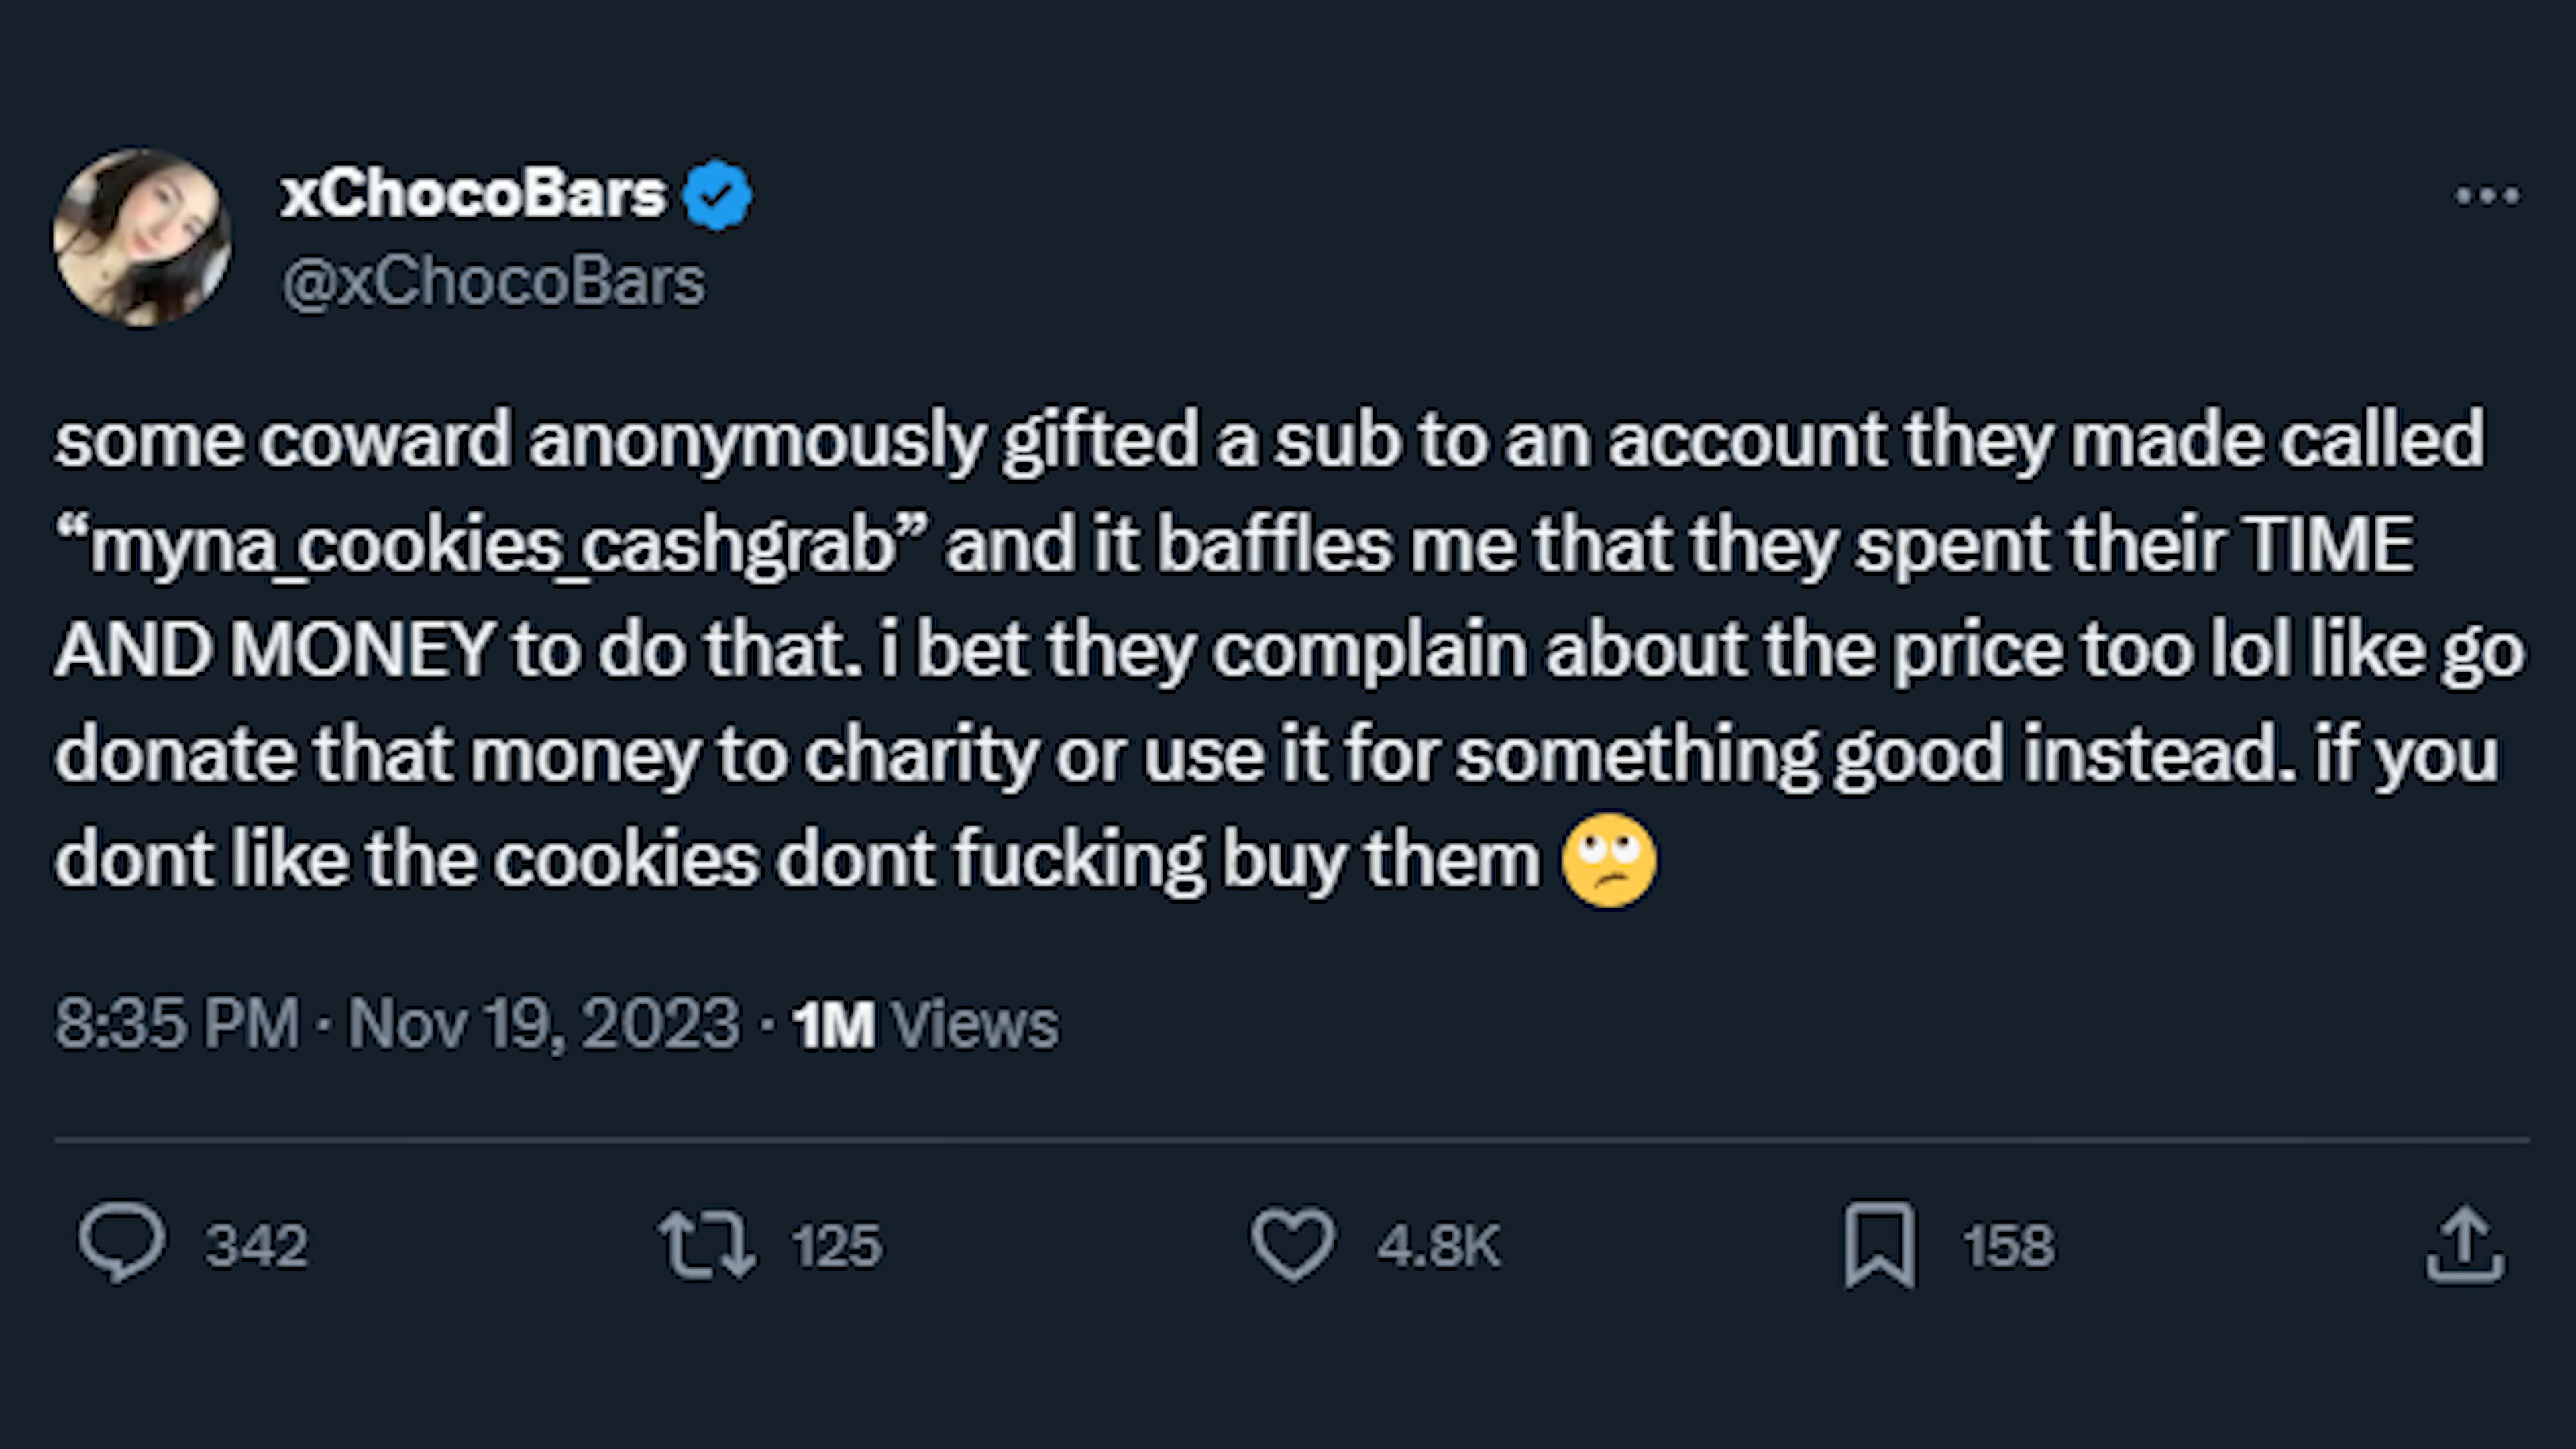 xChocoBars
@xChocoBars
some coward anonymously gifted a sub to an account they made called
“myna_cookies_cashgrab” and it baffles me that they spent their TIME
AND MONEY to do that. i bet they complain about the price too lol like go
donate that money to charity or use it for something good instead. if you
dont like the cookies dont fucking buy them 🙄
8:35 PM · Nov 19, 2023 · 1M Views
342 125 4.8K 158